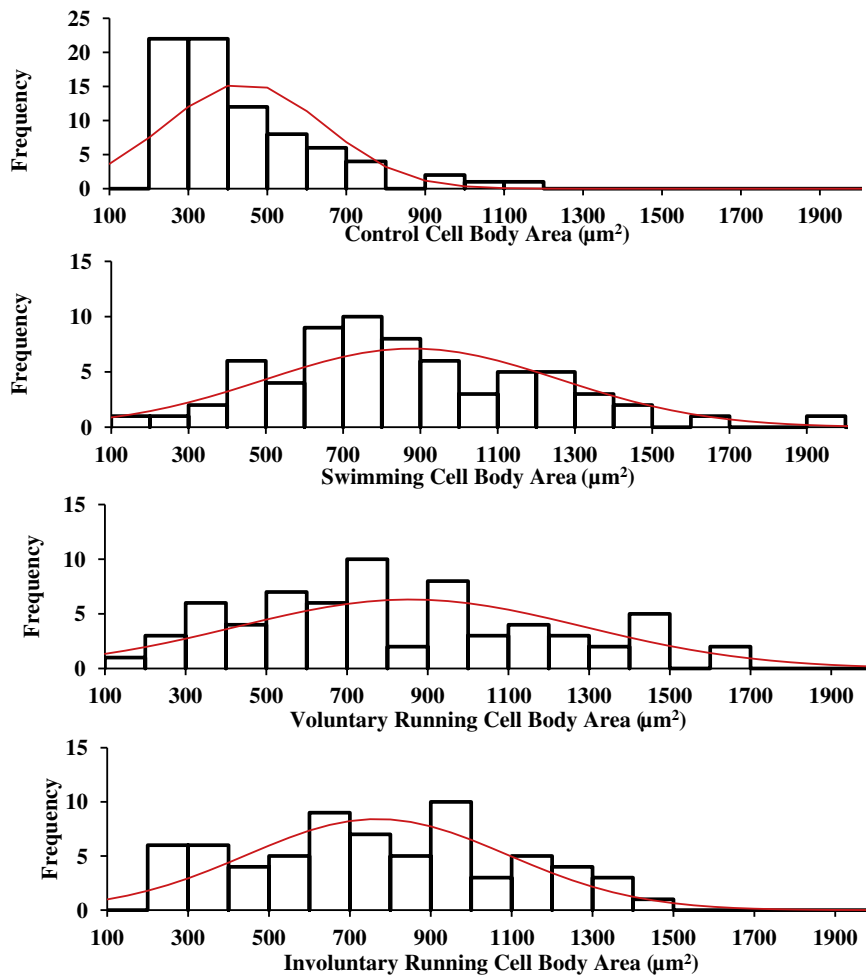 25
20
15
10
5
0
Frequency
100 300 500 700 900 1100 1300 1500 1700 1900
Control Cell Body Area (µm²)
15
10
5
0
Frequency
100 300 500 700 900 1100 1300 1500 1700 1900
Swimming Cell Body Area (µm²)
15
10
5
0
Frequency
100 300 500 700 900 1100 1300 1500 1700 1900
Voluntary Running Cell Body Area (µm²)
15
10
5
0
Frequency
100 300 500 700 900 1100 1300 1500 1700 1900
Involuntary Running Cell Body Area (µm²)